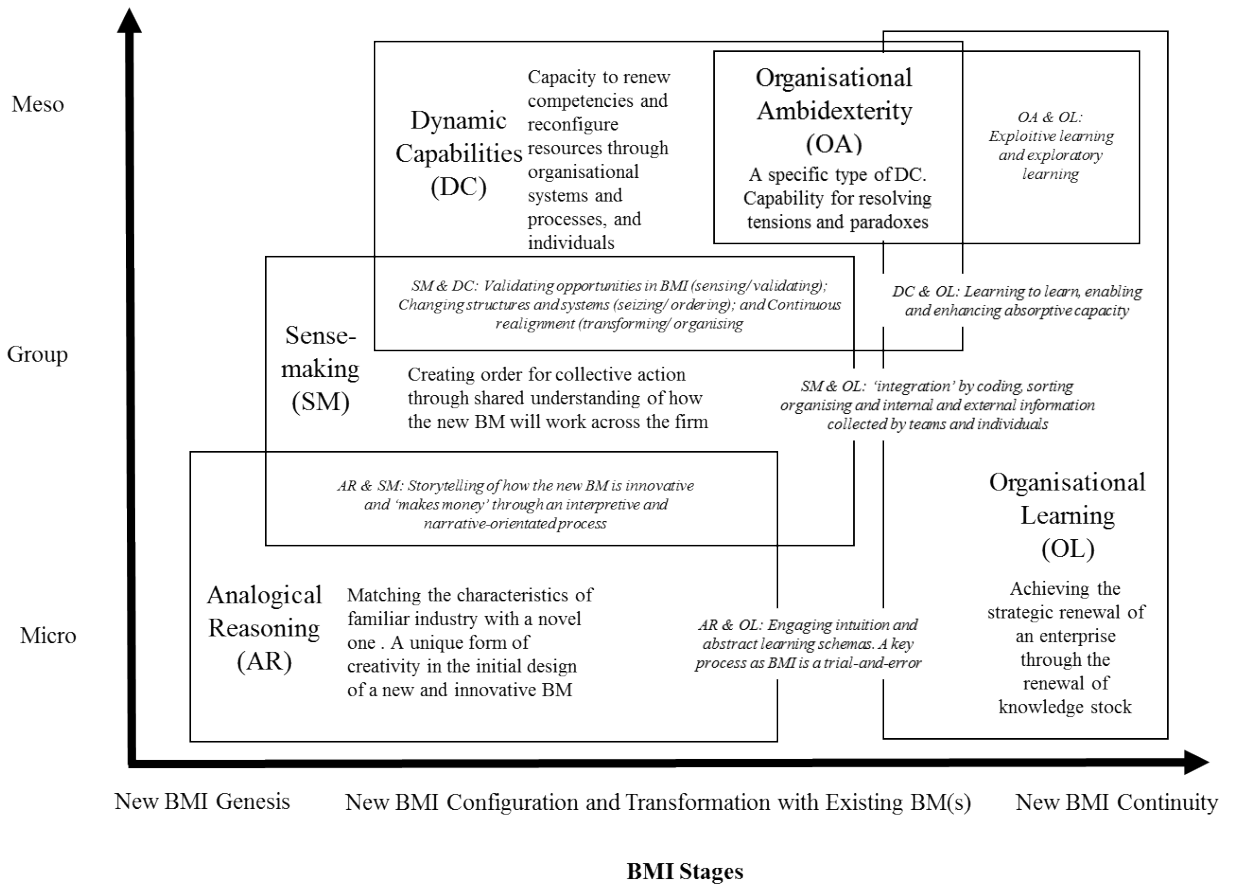 Meso
Dynamic
Capabilities
(DC)
Capacity to renew
competencies and
reconfigure
resources through
organisational
systems and
processes, and
individuals
Organisational
Ambidexterity
(OA)
A specific type of DC.
Capability for resolving
tensions and paradoxes
OA & OL:
Exploitive learning
and exploratory
learning
SM & DC: Validating opportunities in BMI (sensing/validating);
Changing structures and systems (seizing/ ordering); and Continuous
realignment (transforming/ organising
DC & OL: Learning to learn, enabling
and enhancing absorptive capacity
Group
Sense-
making
(SM)
Creating order for collective action
through shared understanding of how
the new BM will work across the firm
SM & OL: ‘integration’ by coding, sorting
organising and internal and external information
collected by teams and individuals
AR & SM: Storytelling of how the new BM is innovative
and ‘makes money’ through an interpretive and
narrative-orientated process
Organisational
Learning
(OL)
Achieving the
strategic renewal of
an enterprise
through the
renewal of
knowledge stock
Micro
Analogical
Reasoning
(AR)
Matching the characteristics of
familiar industry with a novel
one . A unique form of
creativity in the initial design
of a new and innovative BM
AR & OL: Engaging intuition and
abstract learning schemas. A key
process as BMI is a trial-and-error
New BMI Genesis
New BMI Configuration and Transformation with Existing BM(s)
New BMI Continuity
BMI Stages